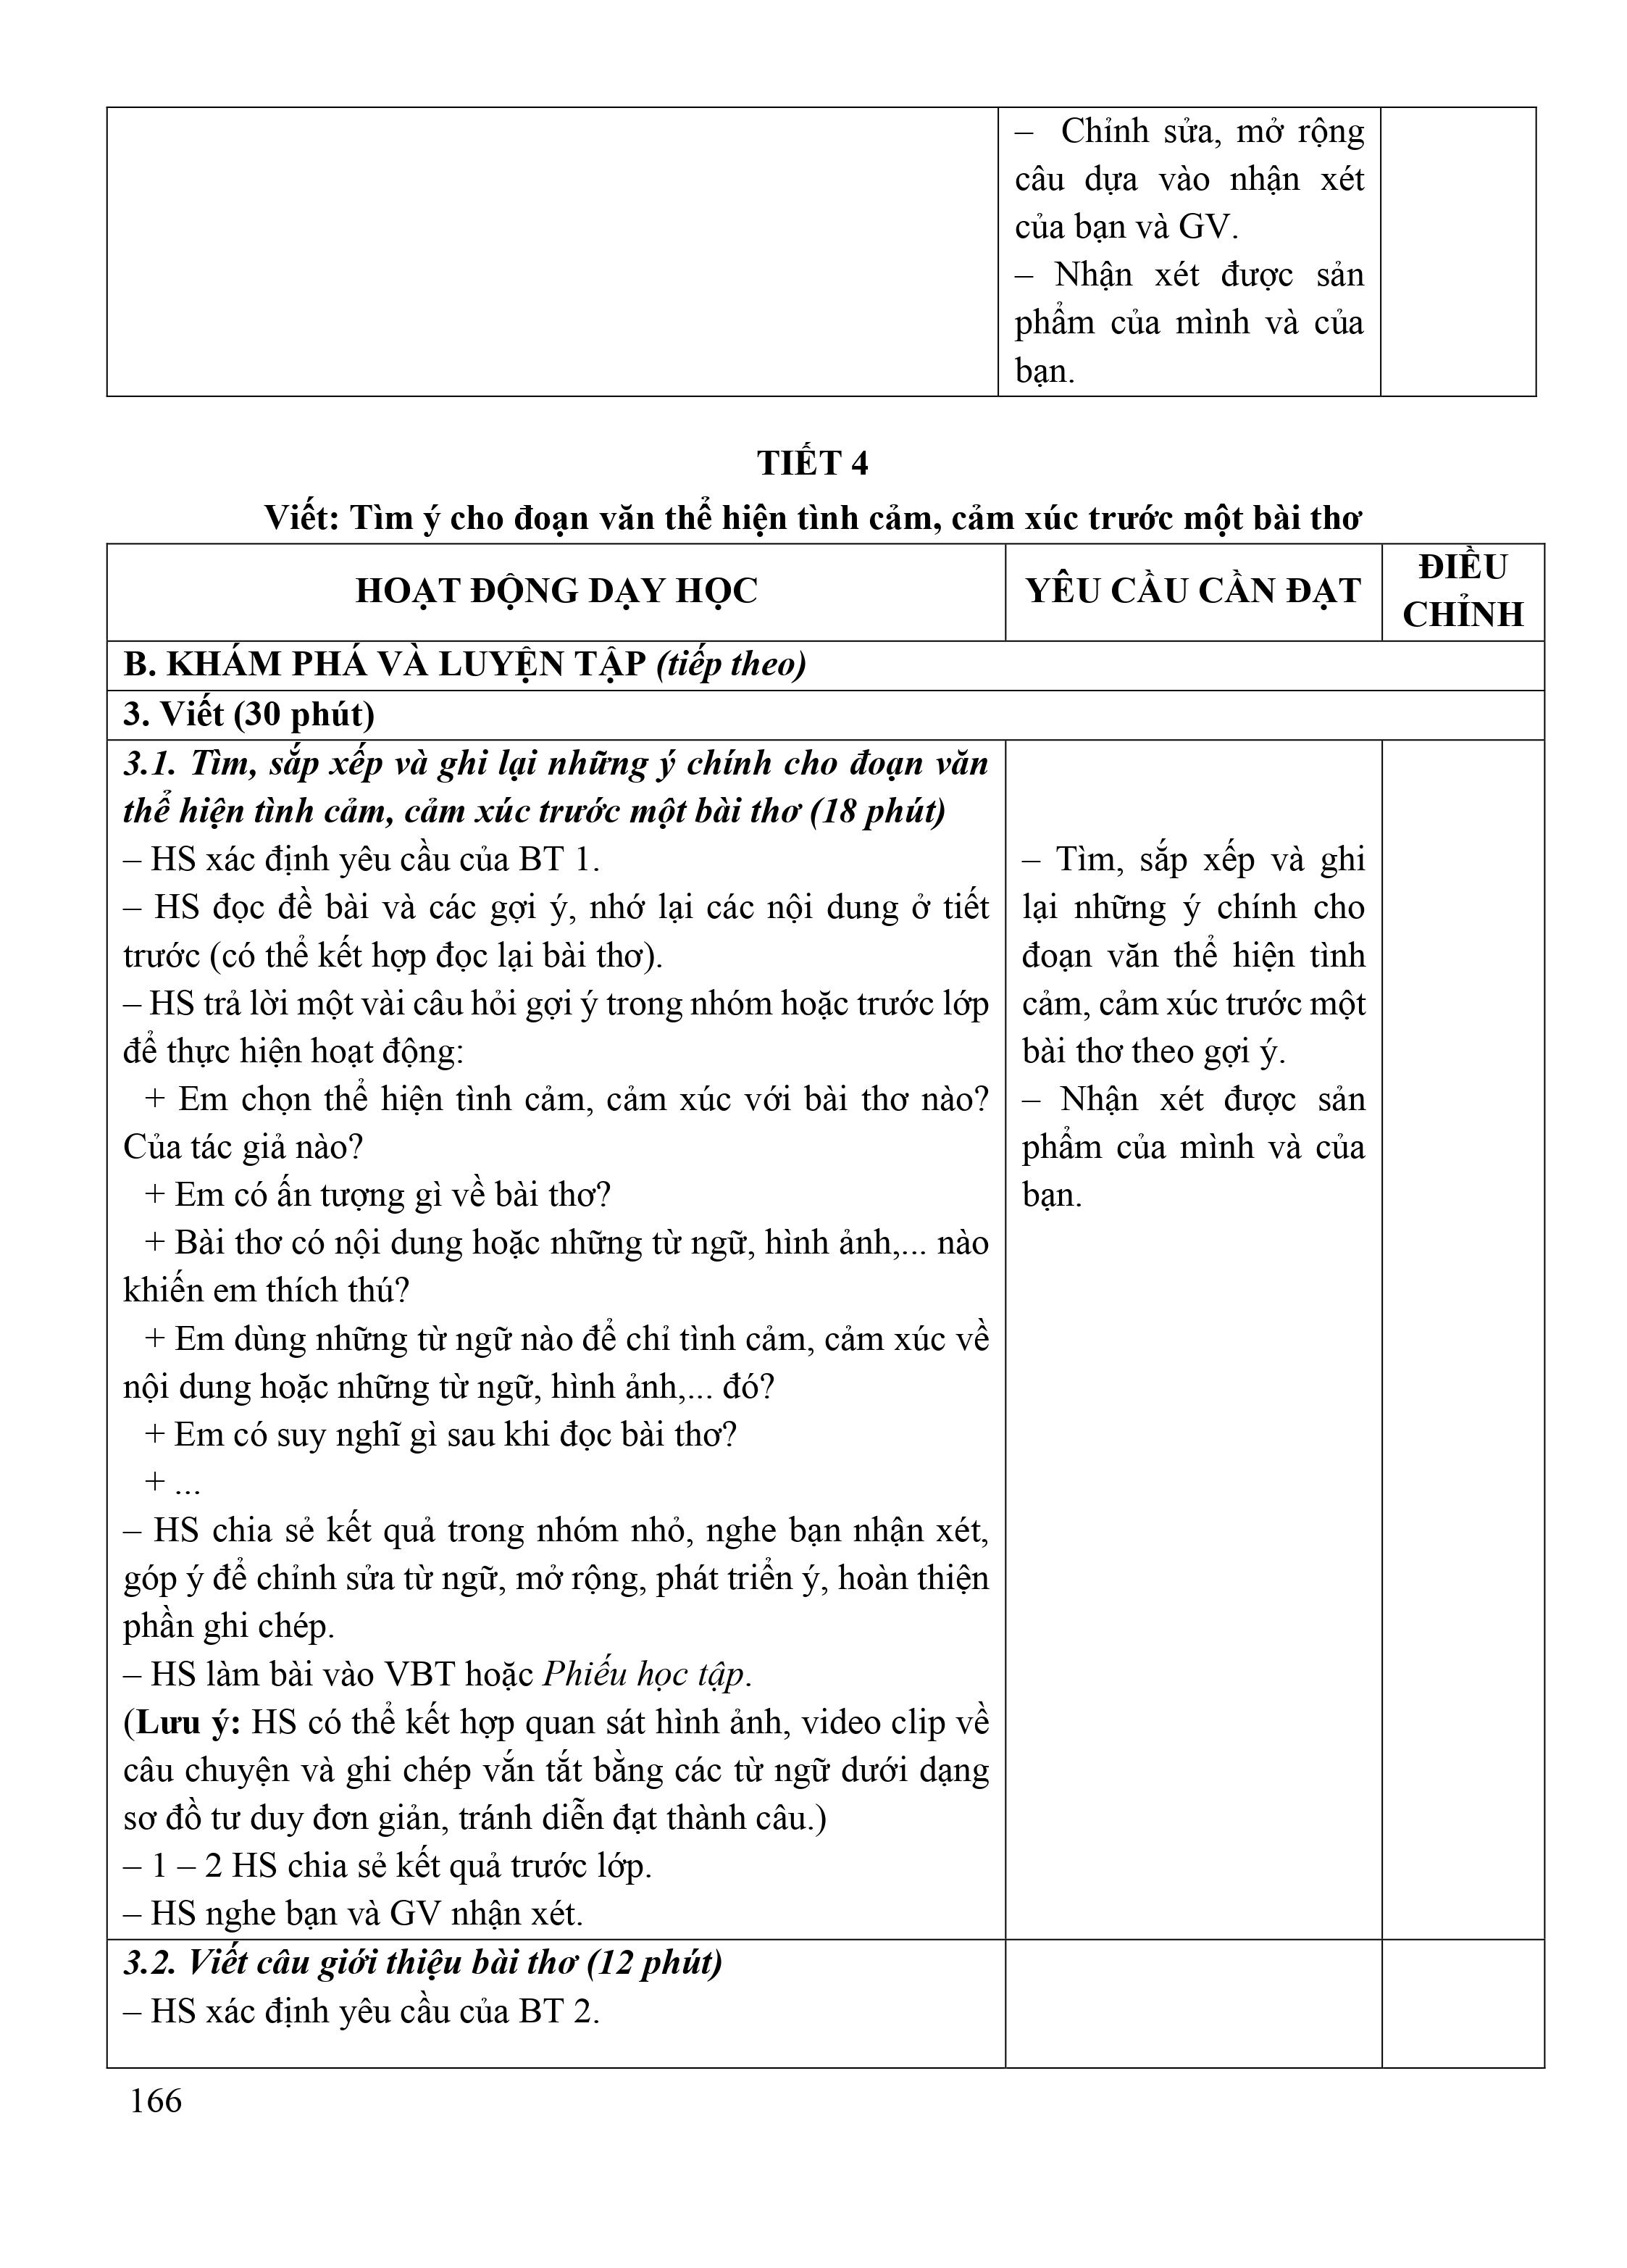 – Chỉnh sửa, mở rộng
câu dựa vào nhận xét
của bạn và GV.
– Nhận xét được sản
phẩm của mình và của
bạn.
TIẾT 4
Viết: Tìm ý cho đoạn văn thể hiện tình cảm, cảm xúc trước một bài thơ
HOẠT ĐỘNG DẠY HỌC
YÊU CẦU CẦN ĐẠT
ĐIỀU
CHỈNH
B. KHÁM PHÁ VÀ LUYỆN TẬP (tiếp theo)
3. Viết (30 phút)
3.1. Tìm, sắp xếp và ghi lại những ý chính cho đoạn văn
thể hiện tình cảm, cảm xúc trước một bài thơ (18 phút)
– HS xác định yêu cầu của BT 1.
– HS đọc đề bài và các gợi ý, nhớ lại các nội dung ở tiết
trước (có thể kết hợp đọc lại bài thơ).
– HS trả lời một vài câu hỏi gợi ý trong nhóm hoặc trước lớp
để thực hiện hoạt động:
+ Em chọn thể hiện tình cảm, cảm xúc với bài thơ nào?
Của tác giả nào?
+ Em có ấn tượng gì về bài thơ?
+ Bài thơ có nội dung hoặc những từ ngữ, hình ảnh,... nào
khiến em thích thú?
+ Em dùng những từ ngữ nào để chỉ tình cảm, cảm xúc về
nội dung hoặc những từ ngữ, hình ảnh,... đó?
+ Em có suy nghĩ gì sau khi đọc bài thơ?
+ ...
– HS chia sẻ kết quả trong nhóm nhỏ, nghe bạn nhận xét,
góp ý để chỉnh sửa từ ngữ, mở rộng, phát triển ý, hoàn thiện
phần ghi chép.
– HS làm bài vào VBT hoặc Phiếu học tập.
(Lưu ý: HS có thể kết hợp quan sát hình ảnh, video clip về
câu chuyện và ghi chép vắn tắt bằng các từ ngữ dưới dạng
sơ đồ tư duy đơn giản, tránh diễn đạt thành câu.)
– 1 – 2 HS chia sẻ kết quả trước lớp.
– HS nghe bạn và GV nhận xét.
– Tìm, sắp xếp và ghi
lại những ý chính cho
đoạn văn thể hiện tình
cảm, cảm xúc trước một
bài thơ theo gợi ý.
– Nhận xét được sản
phẩm của mình và của
bạn.
3.2. Viết câu giới thiệu bài thơ (12 phút)
– HS xác định yêu cầu của BT 2.
166